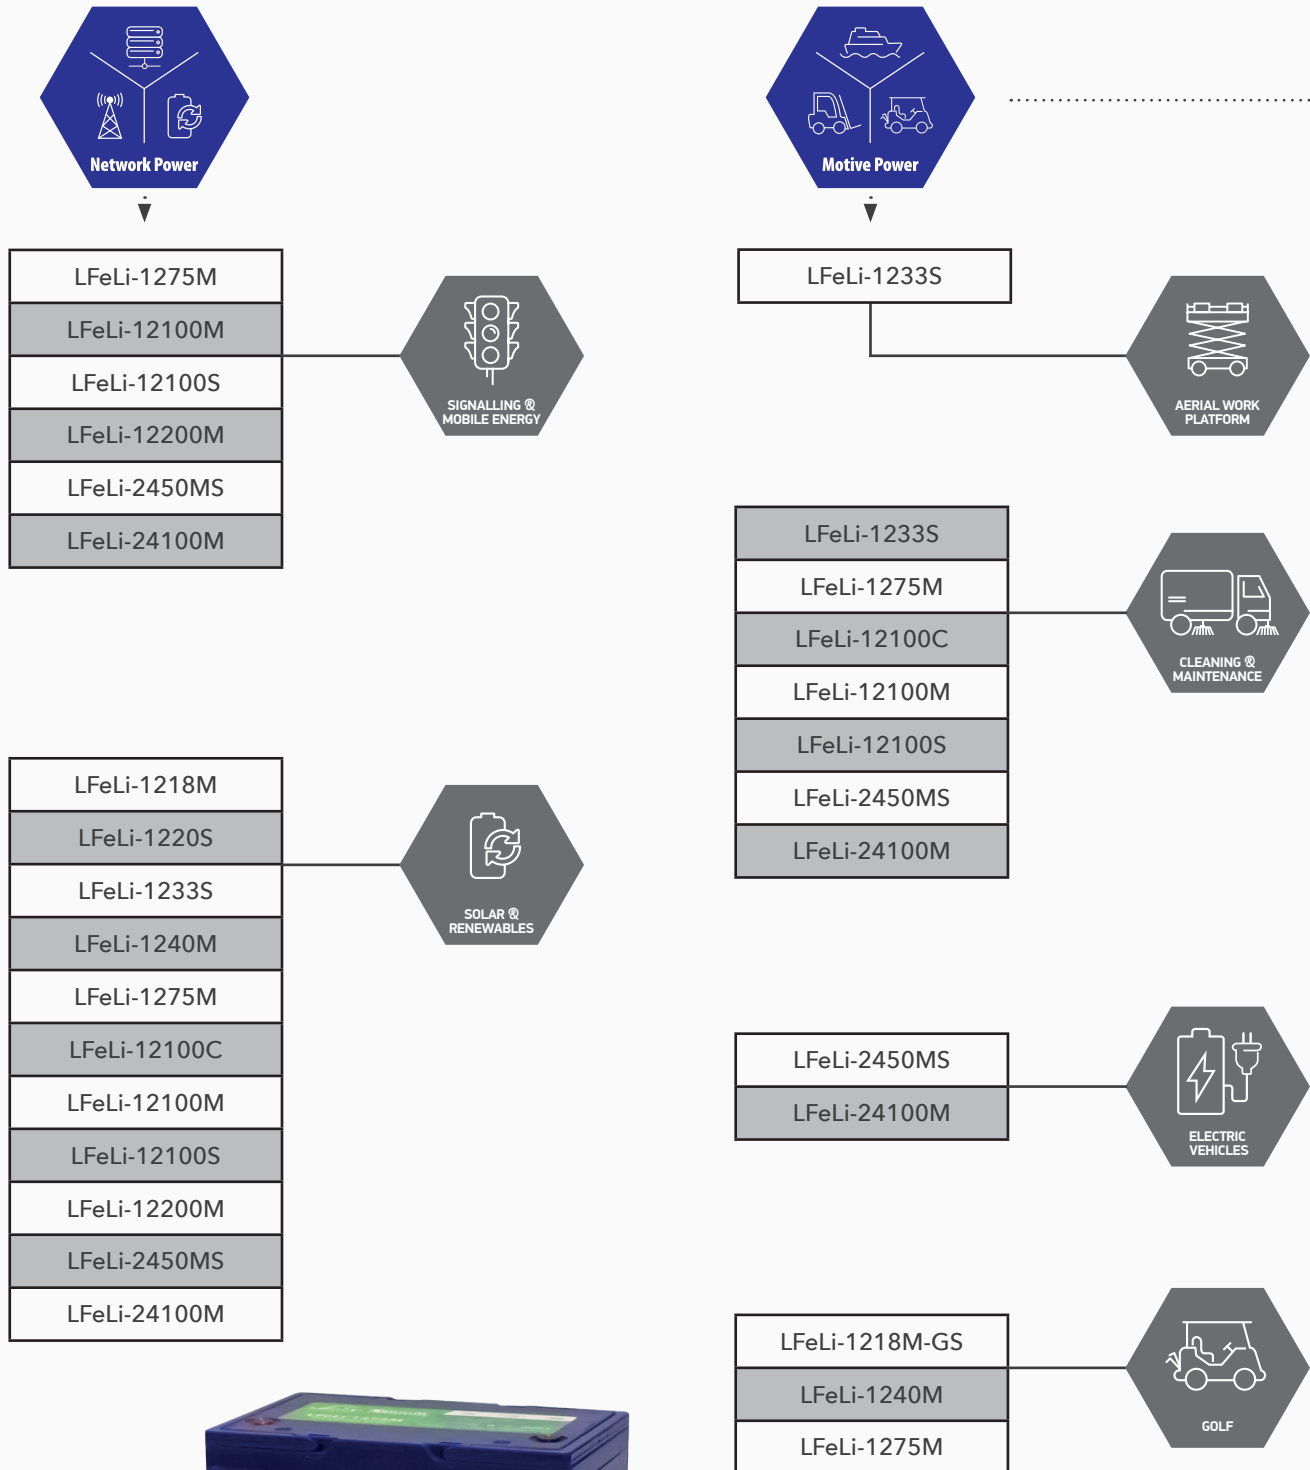 Network Power
LFeLi-1275M
LFeLi-12100M
LFeLi-12100S
LFeLi-12200M
LFeLi-2450MS
LFeLi-24100M
SIGNALLING &
MOBILE ENERGY
LFeLi-1218M
LFeLi-1220S
LFeLi-1233S
LFeLi-1240M
LFeLi-1275M
LFeLi-12100C
LFeLi-12100M
LFeLi-12100S
LFeLi-12200M
LFeLi-2450MS
LFeLi-24100M
SOLAR &
RENEWABLES
Motive Power
LFeLi-1233S
AERIAL WORK
PLATFORM
LFeLi-1233S
LFeLi-1275M
LFeLi-12100C
LFeLi-12100M
LFeLi-12100S
LFeLi-2450MS
LFeLi-24100M
CLEANING &
MAINTENANCE
LFeLi-2450MS
LFeLi-24100M
ELECTRIC
VEHICLES
LFeLi-1218M-GS
LFeLi-1240M
LFeLi-1275M
GOLF